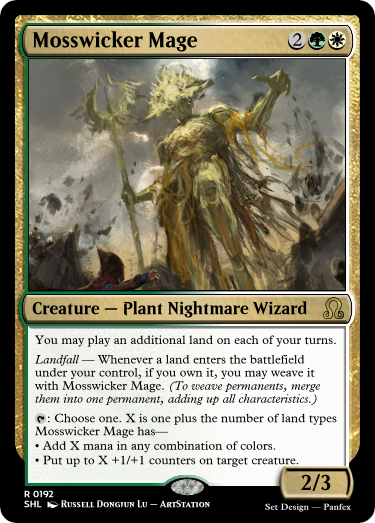 Mosswicker Mage 2
Creature — Plant Nightmare Wizard
You may play an additional land on each of your turns.
Landfall — Whenever a land enters the battlefield
under your control, if you own it, you may weave it
with Mosswicker Mage. (To weave permanents, merge
them into one permanent, adding up all characteristics.)
: Choose one. X is one plus the number of land types
Mosswicker Mage has—
• Add X mana in any combination of colors.
• Put up to X +1/+1 counters on target creature.
2/3
R 0192
SHL Russell Dongjun Lu — ArtStation
Set Design — Panfex